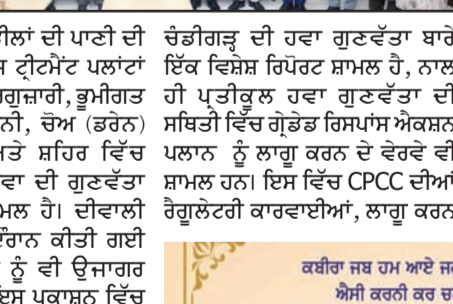 ਦੀ ਪਾਣੀ ਦੀ
ਟ੍ਰੀਟਮੈਂਟ ਪਲਾਂਟਾਂ
ਭੂਮੀਗਤ
ਚੋਅ (ਡਰੇਨ)
ਸ਼ਹਿਰ ਵਿੱਚ
ਦੀ ਗੁਣਵੱਤਾ
ਹੈ। ਦੀਵਾਲੀ
ਕੀਤੀ ਗਈ
ਨੂੰ ਵੀ ਉਜਾਗਰ
ਪ੍ਰਕਾਸ਼ਨ ਵਿੱਚ
ਚੰਡੀਗੜ੍ਹ ਦੀ ਹਵਾ ਗੁਣਵੱਤਾ ਬਾਰੇ
ਇੱਕ ਵਿਸ਼ੇਸ਼ ਰਿਪੋਰਟ ਸ਼ਾਮਲ ਹੈ, ਨਾਲ
ਹੀ ਪ੍ਰਤੀਕੂਲ ਹਵਾ ਗੁਣਵੱਤਾ ਦੀ
ਸਥਿਤੀ ਵਿੱਚ ਗ੍ਰੇਡੇਡ ਰਿਸਪਾਂਸ ਐਕਸ਼ਨ
ਪਲਾਨ ਨੂੰ ਲਾਗੂ ਕਰਨ ਦੇ ਵੇਰਵੇ ਵੀ
ਸ਼ਾਮਲ ਹਨ। ਇਸ ਵਿੱਚ CPCC ਦੀਆਂ
ਰੈਗੂਲੇਟਰੀ ਕਾਰਵਾਈਆਂ, ਲਾਗੂ ਕਰਨ
ਕਬੀਰਾ ਜਬ ਹਮ ਆਏ
ਐਸੀ ਕਰਨੀ ਕਰ